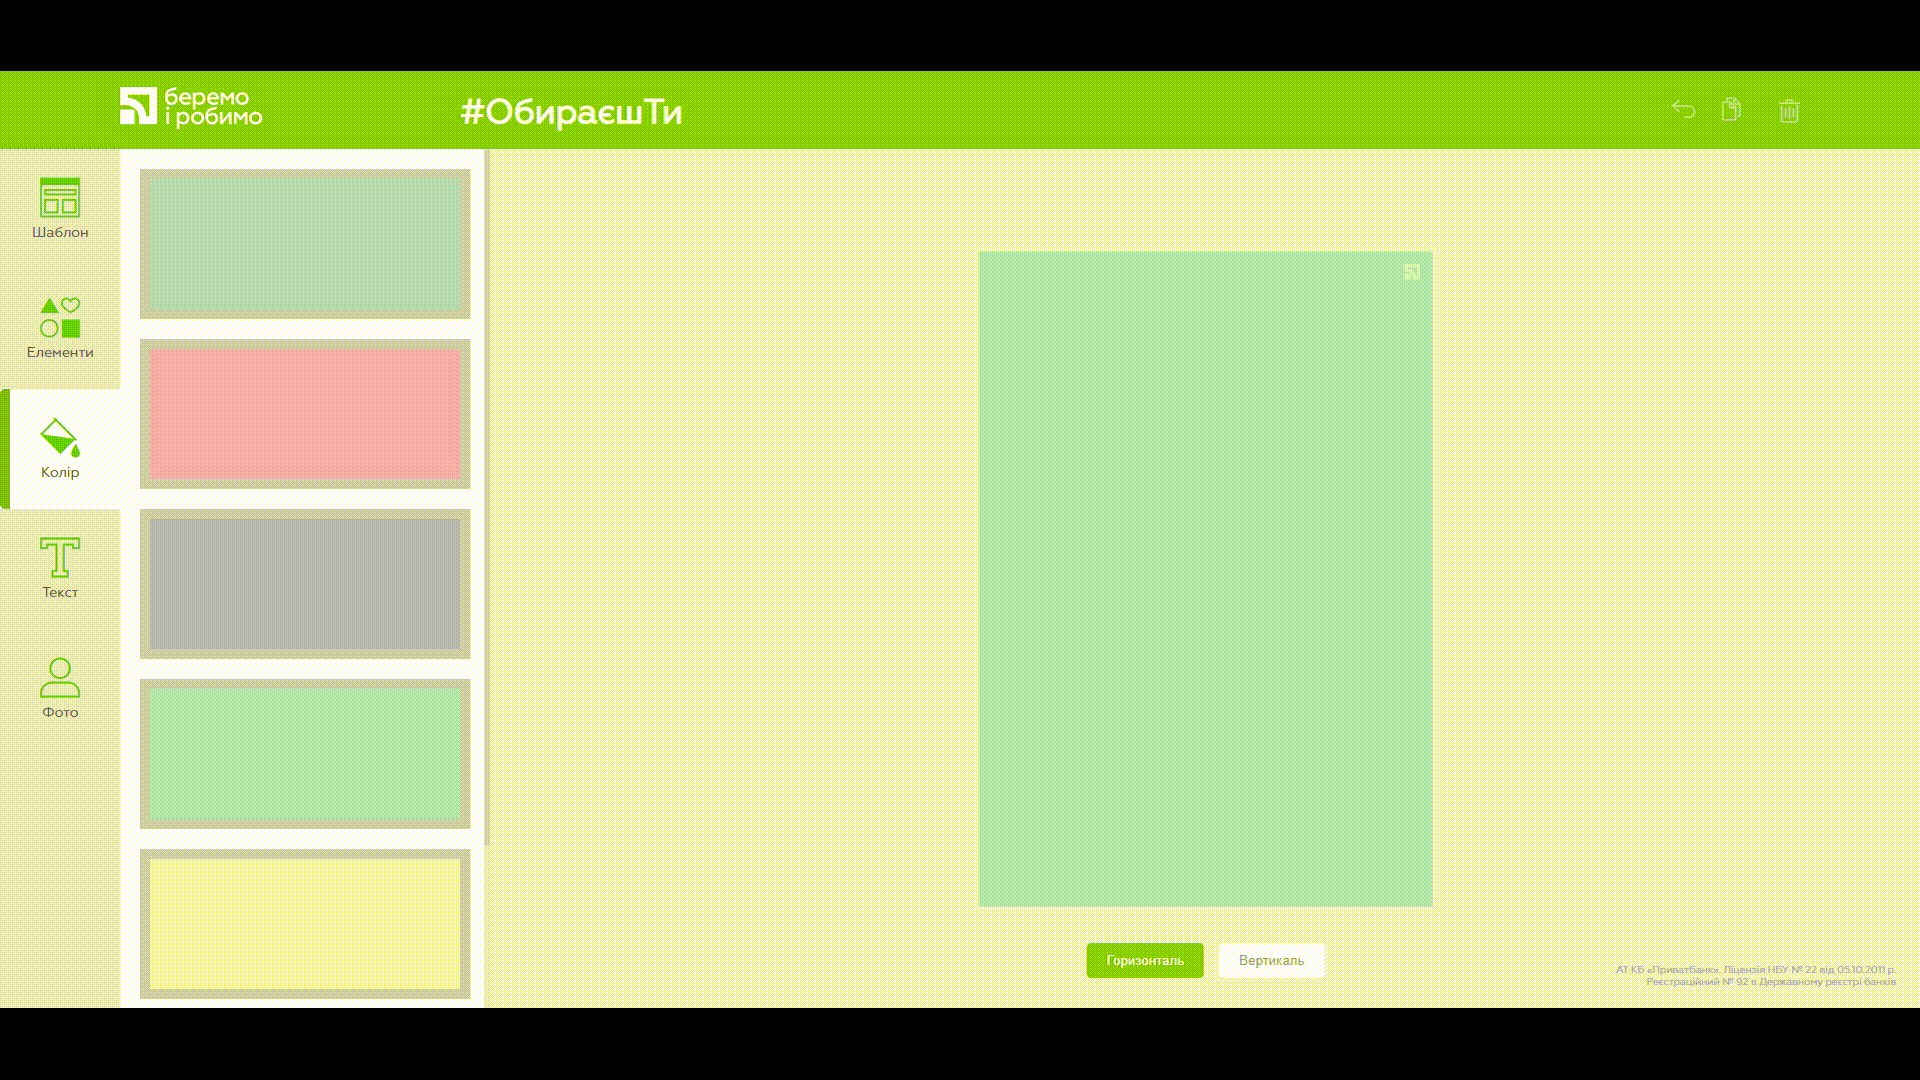 беремо
і робимо
#ОбираєшТи
Шаблон
Елементи
Колір
Текст
Фото
Горизонталь
Вертикаль
АТ КБ «ПриватБанк». Ліцензія НБУ № 22 від 05.10.2011 р.
Реєстраційний № 92 в Державному реєстрі банків